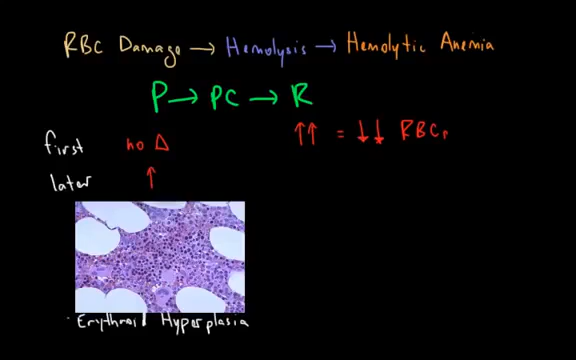 RBC Damage → Hemolysis → Hemolytic Anemia
P → PC → R
first no Δ ↑↑ = ↓↓ RBCs
later ↑
Erythroid Hyperplasia